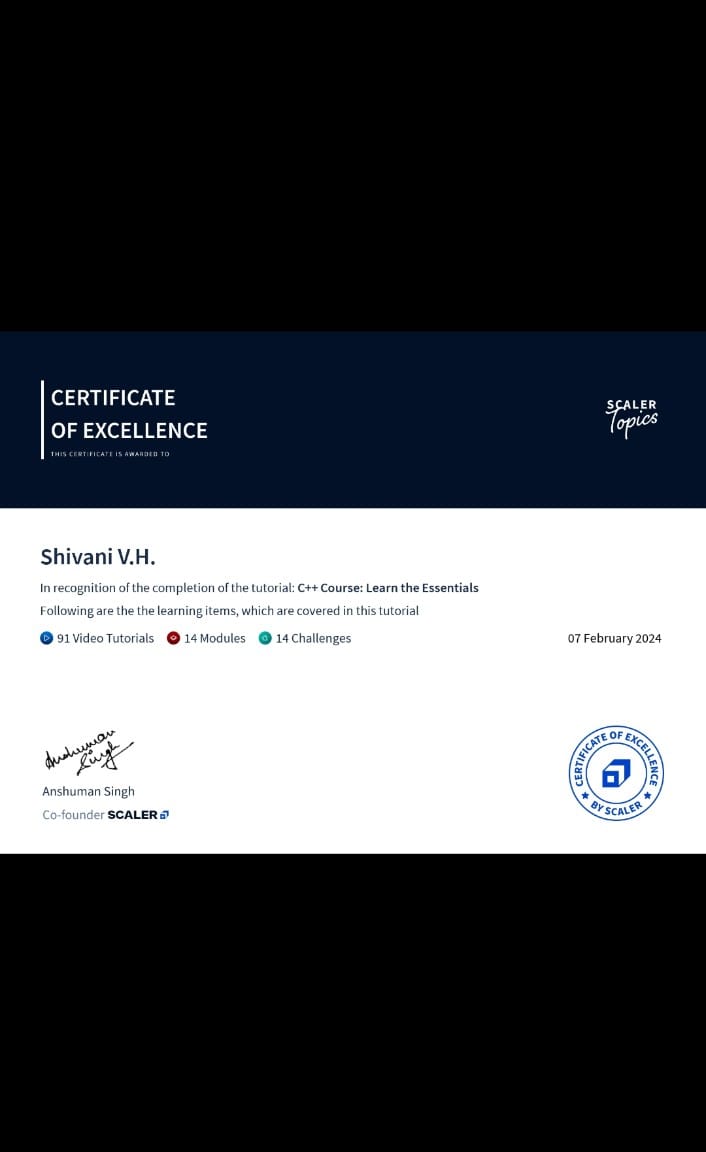 CERTIFICATE
OF EXCELLENCE
THIS CERTIFICATE IS AWARDED TO
SCALER
Topics
Shivani V.H.
In recognition of the completion of the tutorial: C++ Course: Learn the Essentials
Following are the the learning items, which are covered in this tutorial
91 Video Tutorials 14 Modules 14 Challenges
07 February 2024
Anshuman
Singh
Anshuman Singh
Co-founder SCALER
CERTIFICATE OF EXCELLENCE
BY SCALER